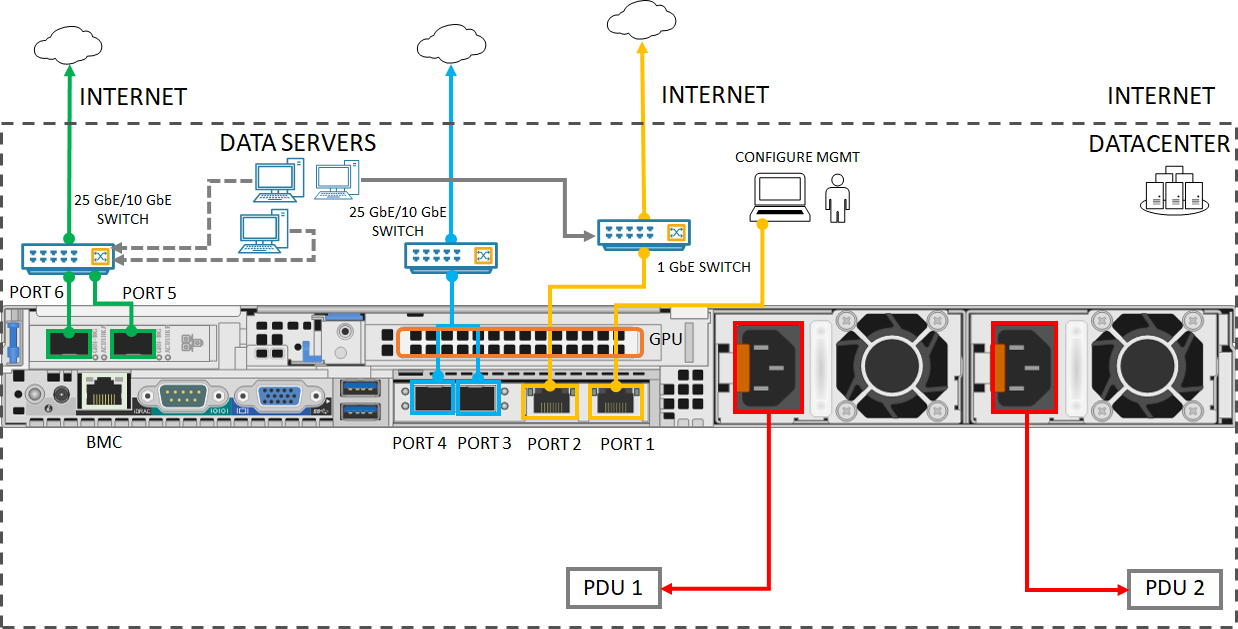 INTERNET
INTERNET
INTERNET
DATA SERVERS
DATACENTER
CONFIGURE MGMT
25 GbE/10 GbE
SWITCH
25 GbE/10 GbE
SWITCH
1 GbE SWITCH
PORT 6
PORT 5
GPU
iDRAC
BMC
PORT 4
PORT 3
PORT 2
PORT 1
PDU 1
PDU 2